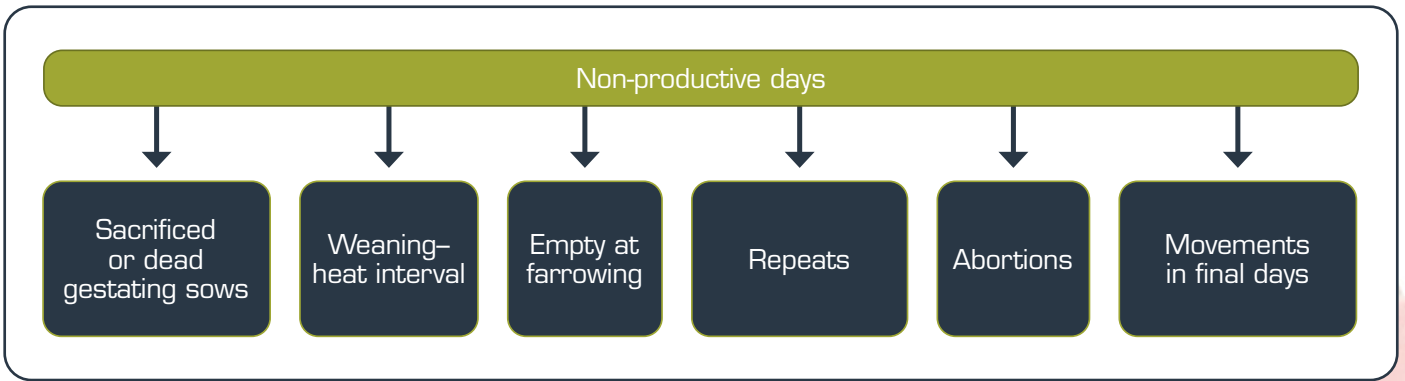 Non-productive days
Sacrificed
or dead
gestating sows
Weaning–
heat interval
Empty at
farrowing
Repeats
Abortions
Movements
in final days